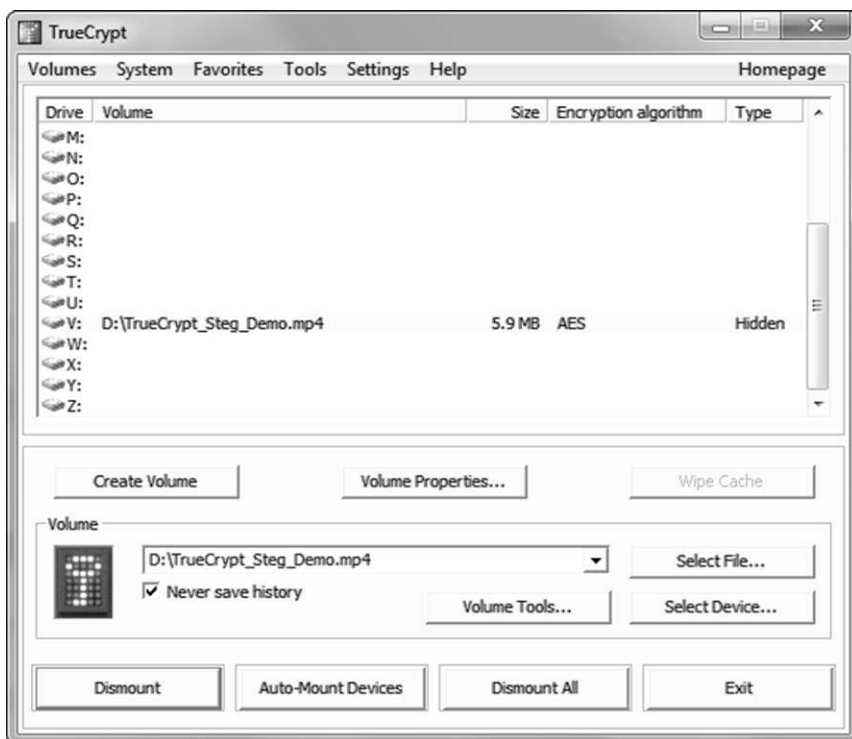 TrueCrypt
Volumes System Favorites Tools Settings Help Homepage
Drive Volume Size Encryption algorithm Type
M:
N:
O:
P:
Q:
R:
S:
T:
U:
V: D:\TrueCrypt_Steg_Demo.mp4 5.9 MB AES Hidden
W:
X:
Y:
Z:
Create Volume Volume Properties... Wipe Cache
Volume
D:\TrueCrypt_Steg_Demo.mp4 Select File...
Never save history
Volume Tools... Select Device...
Dismount Auto-Mount Devices Dismount All Exit